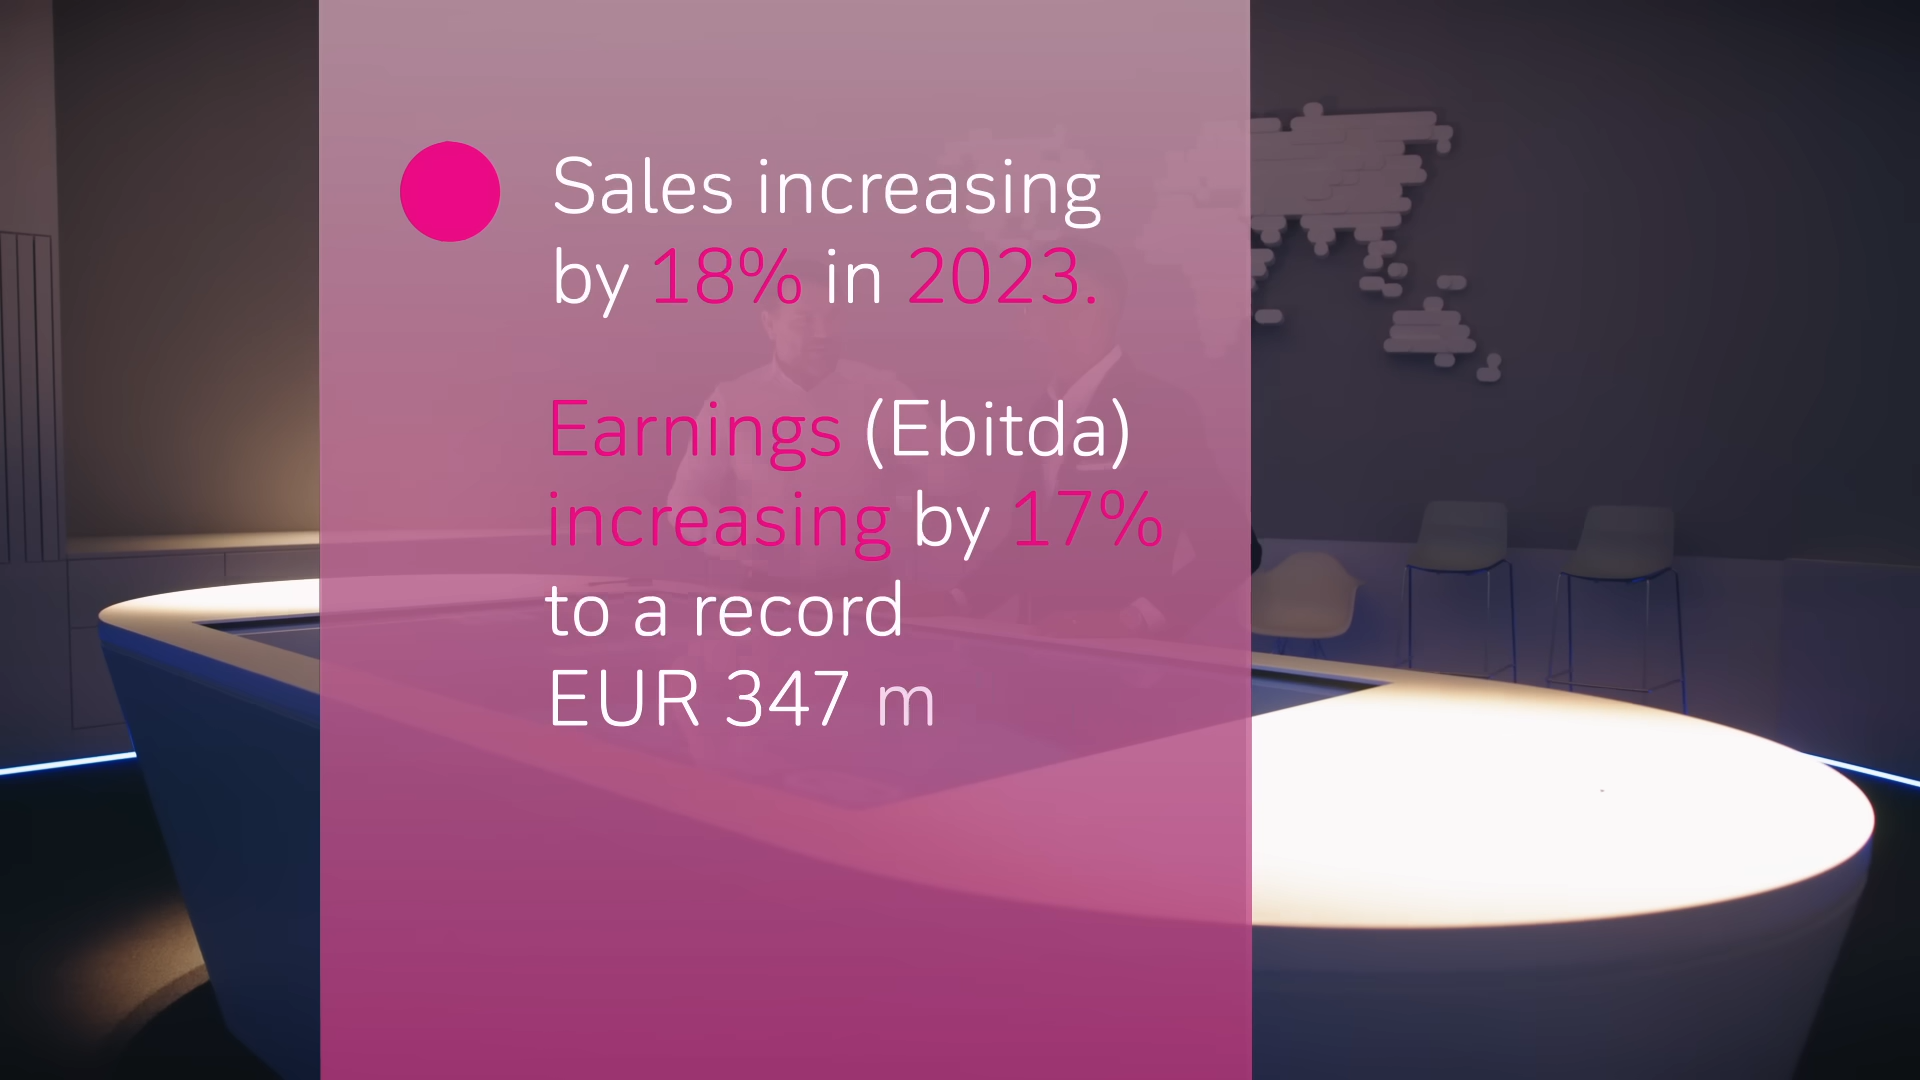 Sales increasing
by 18% in 2023.
Earnings (Ebitda)
increasing by 17%
to a record
EUR 347 m